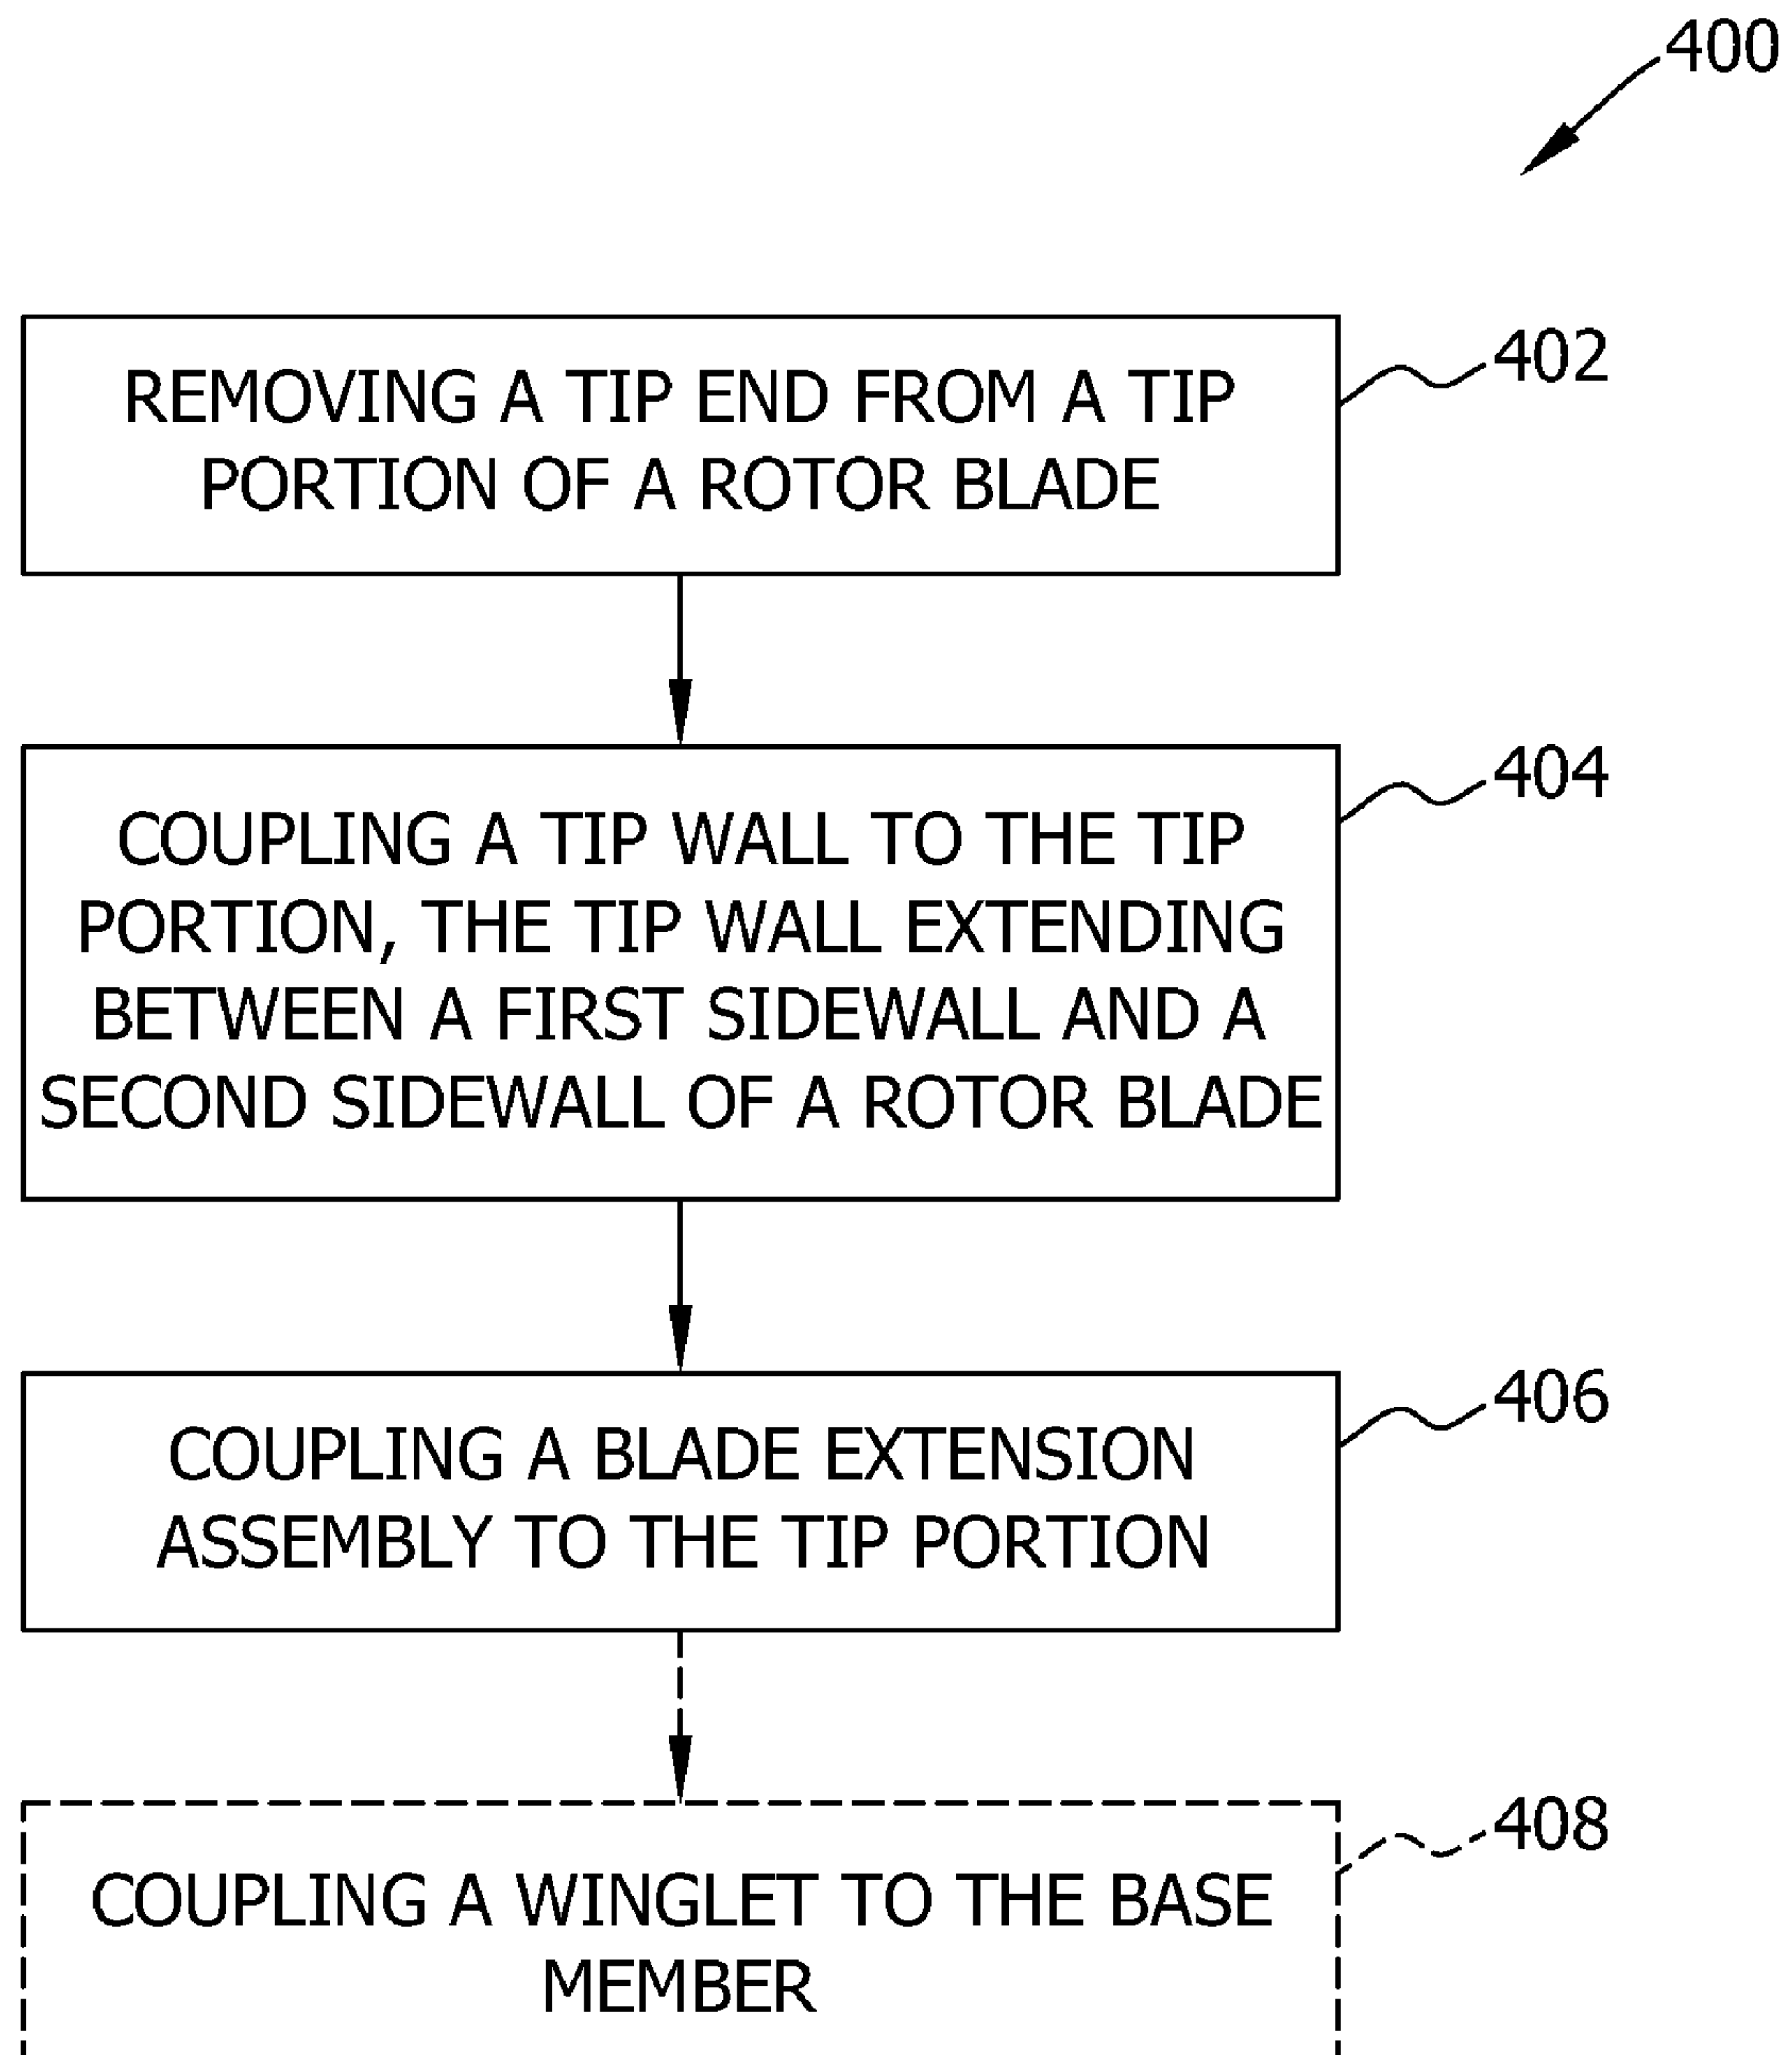 400
REMOVING A TIP END FROM A TIP
PORTION OF A ROTOR BLADE
402
COUPLING A TIP WALL TO THE TIP
PORTION, THE TIP WALL EXTENDING
BETWEEN A FIRST SIDEWALL AND A
SECOND SIDEWALL OF A ROTOR BLADE
404
COUPLING A BLADE EXTENSION
ASSEMBLY TO THE TIP PORTION
406
COUPLING A WINGLET TO THE BASE
MEMBER
408